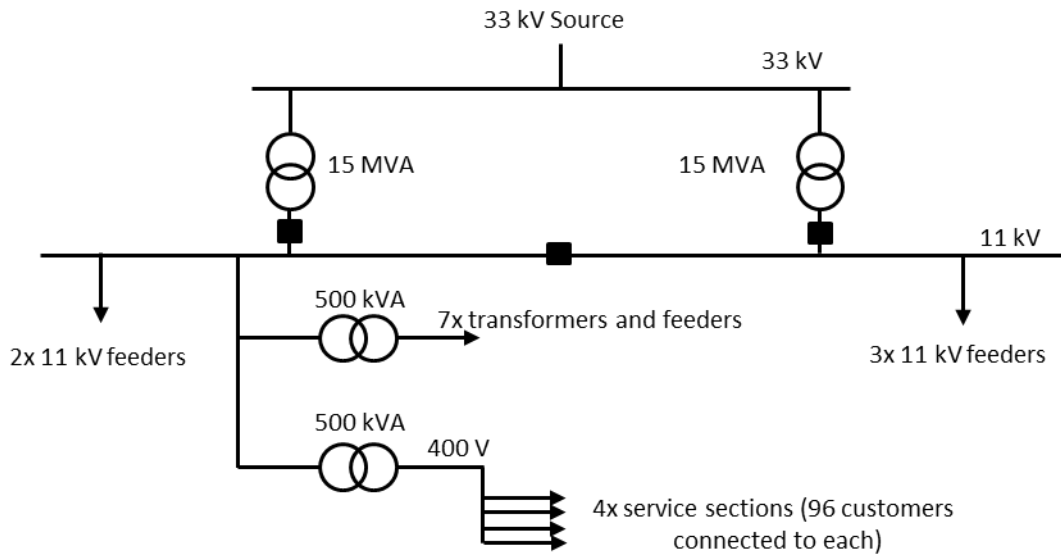 33 kV Source
33 kV
15 MVA
15 MVA
11 kV
500 kVA
7x transformers and feeders
2x 11 kV feeders
3x 11 kV feeders
500 kVA
400 V
4x service sections (96 customers
connected to each)